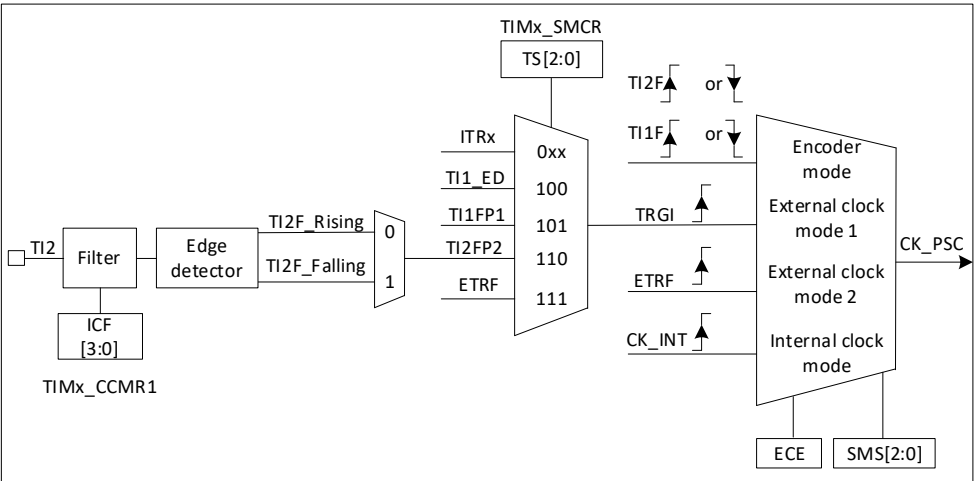 TIMx_SMCR
TS[2:0]
TI2F or
TI1F or
ITRx
0xx
TI1_ED
100
TI1FP1
101
TI2FP2
110
ETRF
111
TI2
Filter
Edge
detector
TI2F_Rising
0
TI2F_Falling
1
ICF
[3:0]
TIMx_CCMR1
TRGI
ETRF
CK_INT
Encoder
mode
External clock
mode 1
External clock
mode 2
Internal clock
mode
CK_PSC
ECE
SMS[2:0]